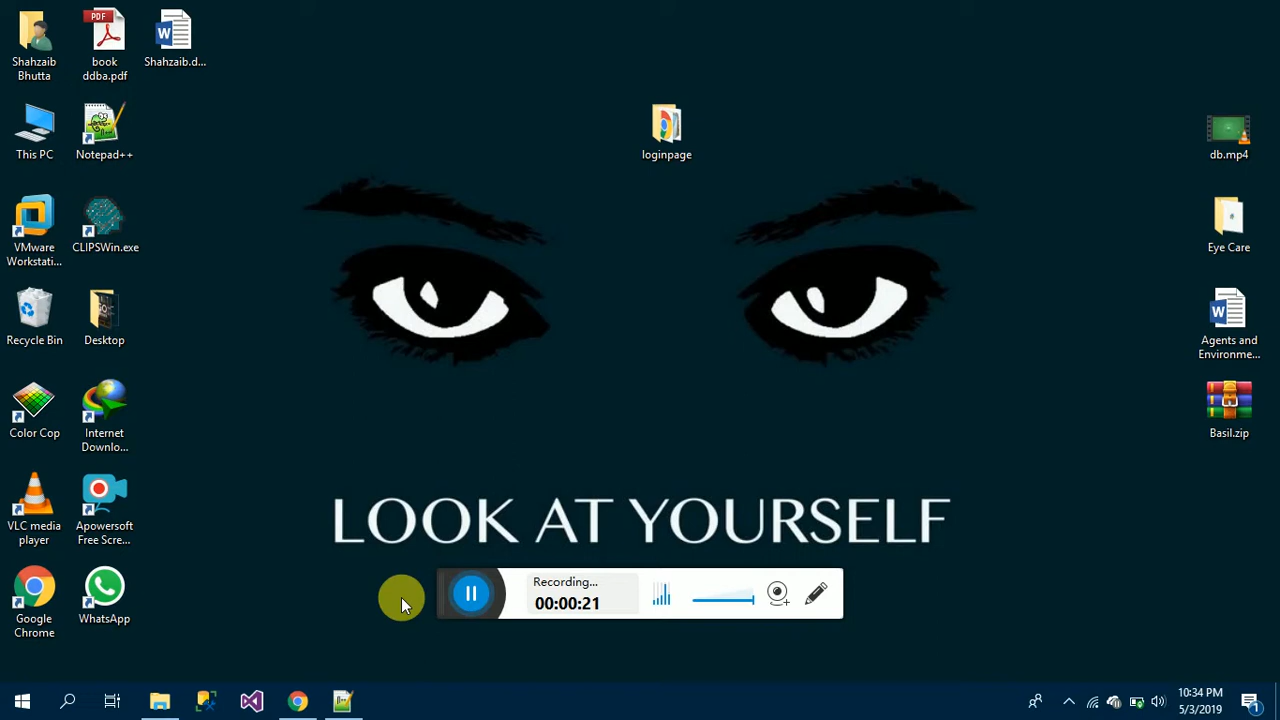 Shahzaib
Bhutta
PDF
book
ddba.pdf
Shahzaib.d...
This PC
Notepad++
VMware
Workstati...
CLIPSWin.exe
Recycle Bin
Desktop
Color Cop
Internet
Downlo...
VLC media
player
Apowersoft
Free Scre...
Google
Chrome
WhatsApp
loginpage
db.mp4
Eye Care
Agents and
Environme...
Basil.zip
LOOK AT YOURSELF
Recording...
00:00:21
10:34 PM
5/3/2019
1